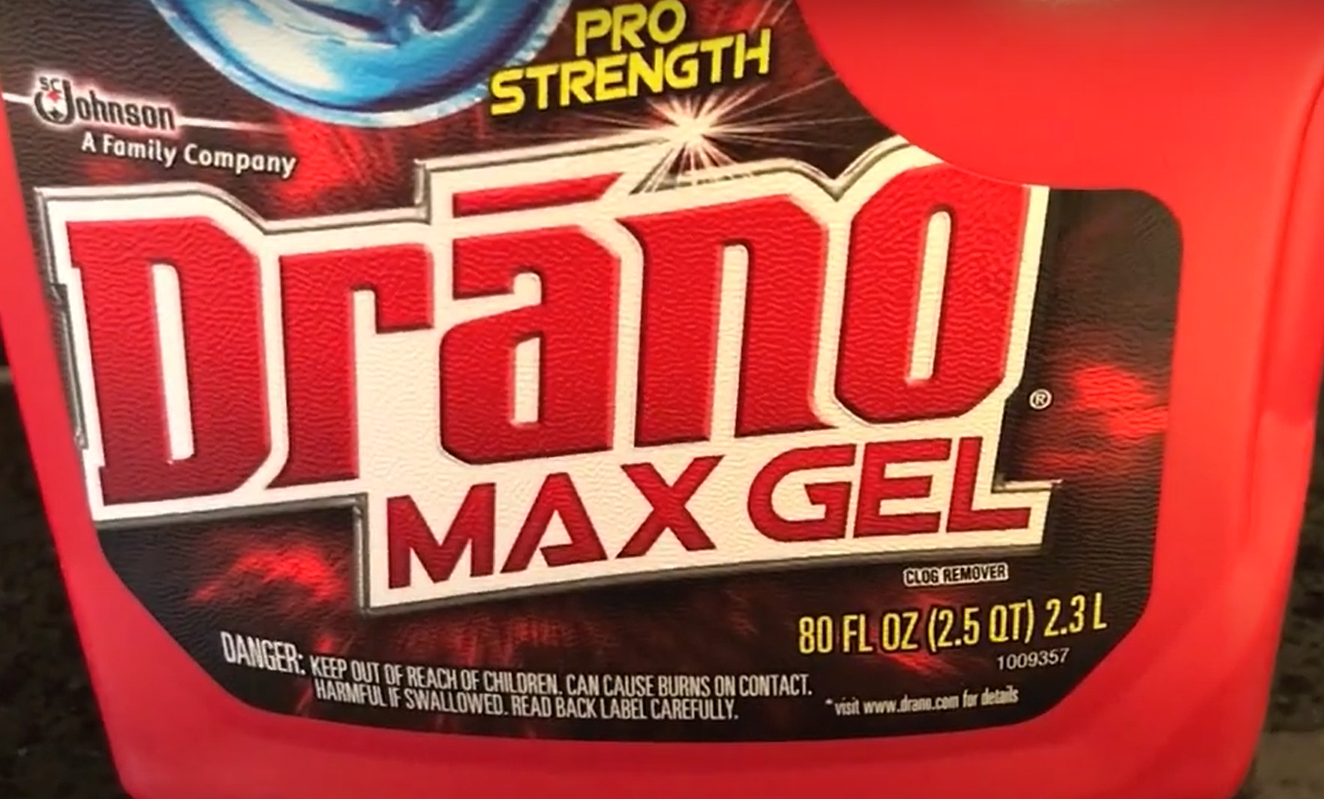 PRO
STRENGTH
SC Johnson
A Family Company
Drāno
®
MAX GEL
CLOG REMOVER
80 FL OZ (2.5 QT) 2.3 L
1009357
DANGER: KEEP OUT OF REACH OF CHILDREN. CAN CAUSE BURNS ON CONTACT.
HARMFUL IF SWALLOWED. READ BACK LABEL CAREFULLY.
*visit www.drano.com for details